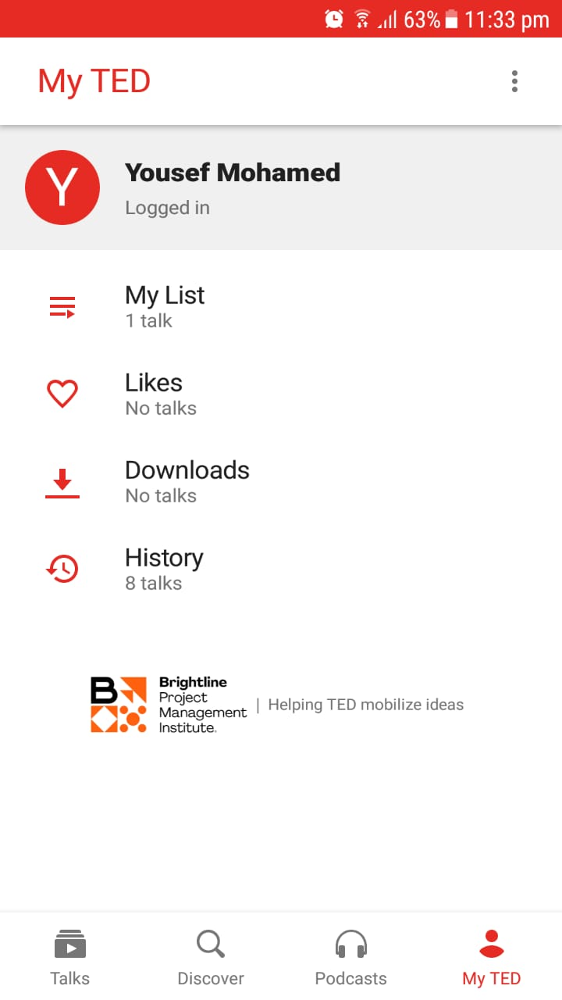 63% 11:33 pm
My TED
Y
Yousef Mohamed
Logged in
My List
1 talk
Likes
No talks
Downloads
No talks
History
8 talks
B
Brightline
Project
Management
Institute.
| Helping TED mobilize ideas
Talks Discover Podcasts My TED